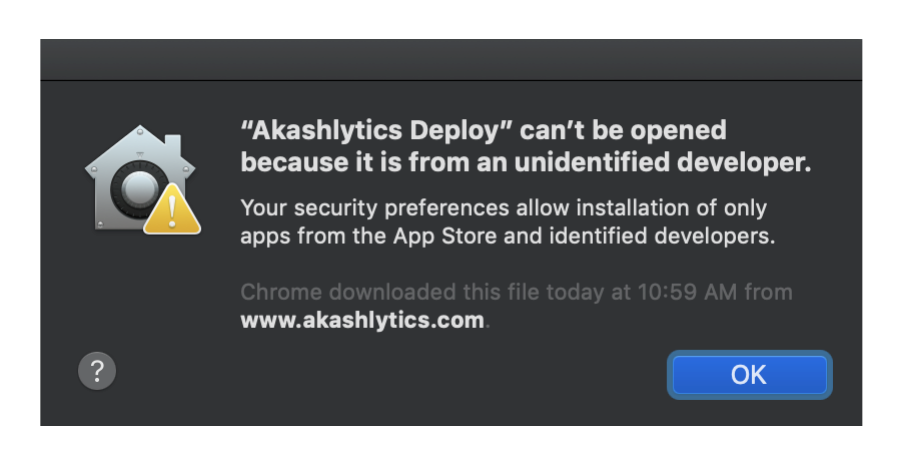 “Akashlytics Deploy” can’t be opened
because it is from an unidentified developer.
Your security preferences allow installation of only
apps from the App Store and identified developers.
Chrome downloaded this file today at 10:59 AM from
www.akashlytics.com.
?
OK